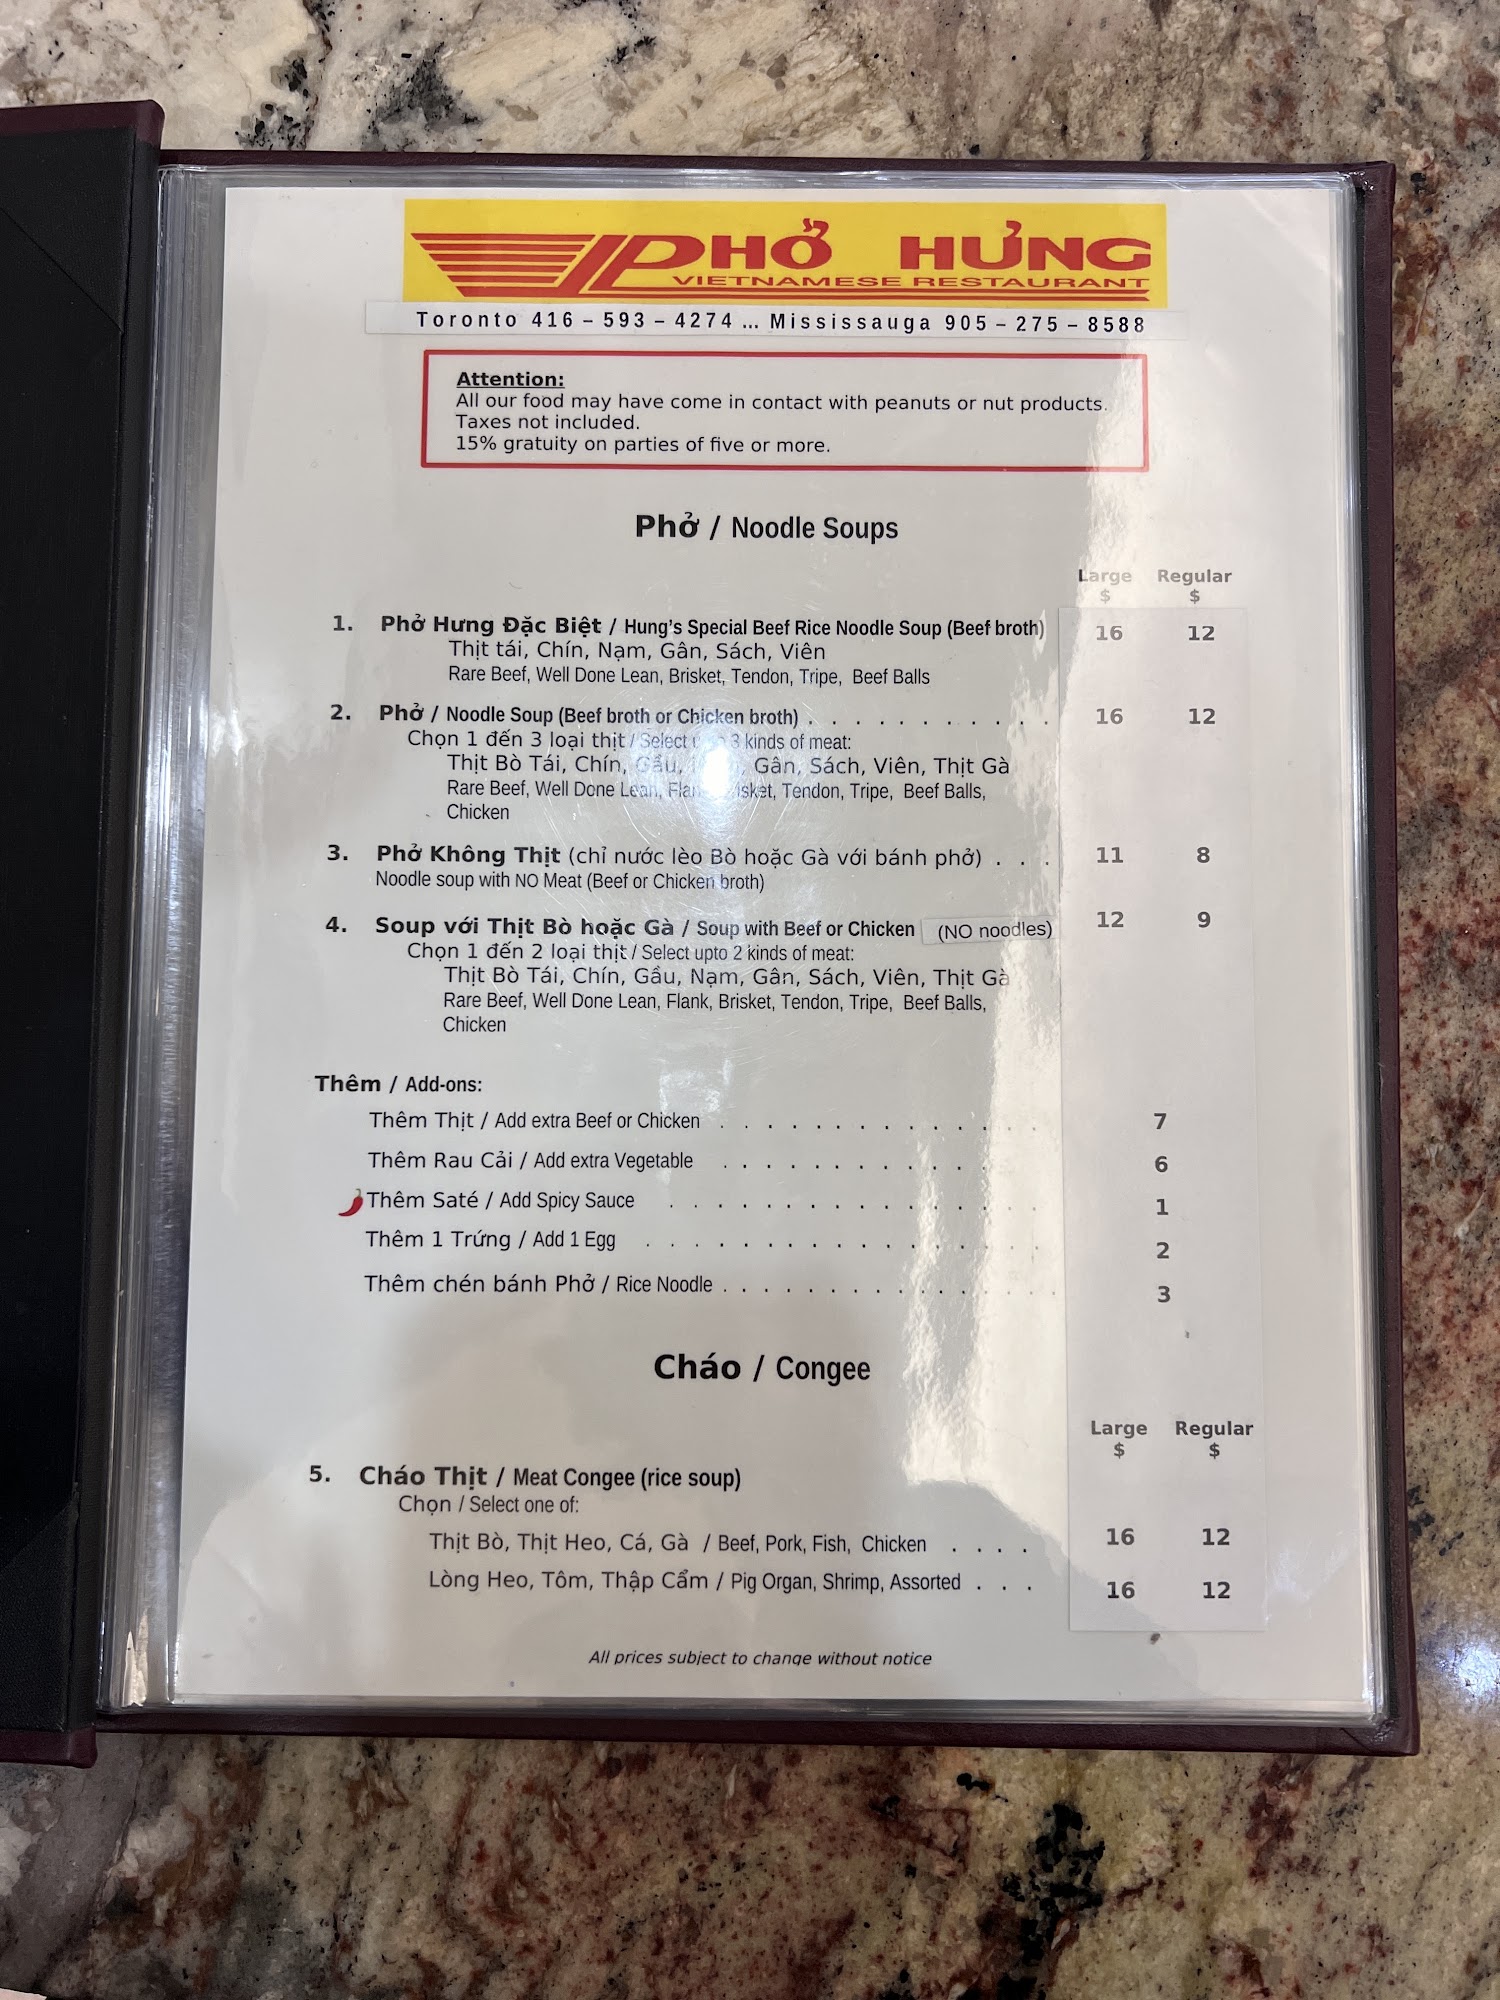 PHỞ HƯNG
VIETNAMESE RESTAURANT
Toronto 416 – 593 – 4274 ... Mississauga 905 – 275 – 8588
Attention:
All our food may have come in contact with peanuts or nut products.
Taxes not included.
15% gratuity on parties of five or more.
Phở / Noodle Soups
Large Regular
$ $
1. Phở Hưng Đặc Biệt / Hung's Special Beef Rice Noodle Soup (Beef broth) 16 12
Thịt tái, Chín, Nạm, Gân, Sách, Viên
Rare Beef, Well Done Lean, Brisket, Tendon, Tripe, Beef Balls
2. Phở / Noodle Soup (Beef broth or Chicken broth) . . . . . . . . . . . 16 12
Chọn 1 đến 3 loại thịt / Select 3 kinds of meat:
Thịt Bò Tái, Chín, Gầu, Gân, Sách, Viên, Thịt Gà
Rare Beef, Well Done Lean, Tendon, Tripe, Beef Balls,
Chicken
3. Phở Không Thịt (chỉ nước lèo Bò hoặc Gà với bánh phở) . . . 11 8
Noodle soup with NO Meat (Beef or Chicken broth)
4. Soup với Thịt Bò hoặc Gà / Soup with Beef or Chicken (NO noodles) 12 9
Chọn 1 đến 2 loại thịt / Select upto 2 kinds of meat:
Thịt Bò Tái, Chín, Gầu, Nạm, Gân, Sách, Viên, Thịt Gà
Rare Beef, Well Done Lean, Flank, Brisket, Tendon, Tripe, Beef Balls,
Chicken
Thêm / Add-ons:
Thêm Thịt / Add extra Beef or Chicken . . . . . . . . . . . . . . 7
Thêm Rau Cải / Add extra Vegetable . . . . . . . . . . . . 6
Thêm Saté / Add Spicy Sauce . . . . . . . . . . . . . . . . 1
Thêm 1 Trứng / Add 1 Egg . . . . . . . . . . . . . . . . . 2
Thêm chén bánh Phở / Rice Noodle . . . . . . . . . . . . . . . . 3
Cháo / Congee
Large Regular
$ $
5. Cháo Thịt / Meat Congee (rice soup)
Chọn / Select one of:
Thịt Bò, Thịt Heo, Cá, Gà / Beef, Pork, Fish, Chicken . . . . 16 12
Lòng Heo, Tôm, Thập Cẩm / Pig Organ, Shrimp, Assorted . . . 16 12
All prices subject to change without notice